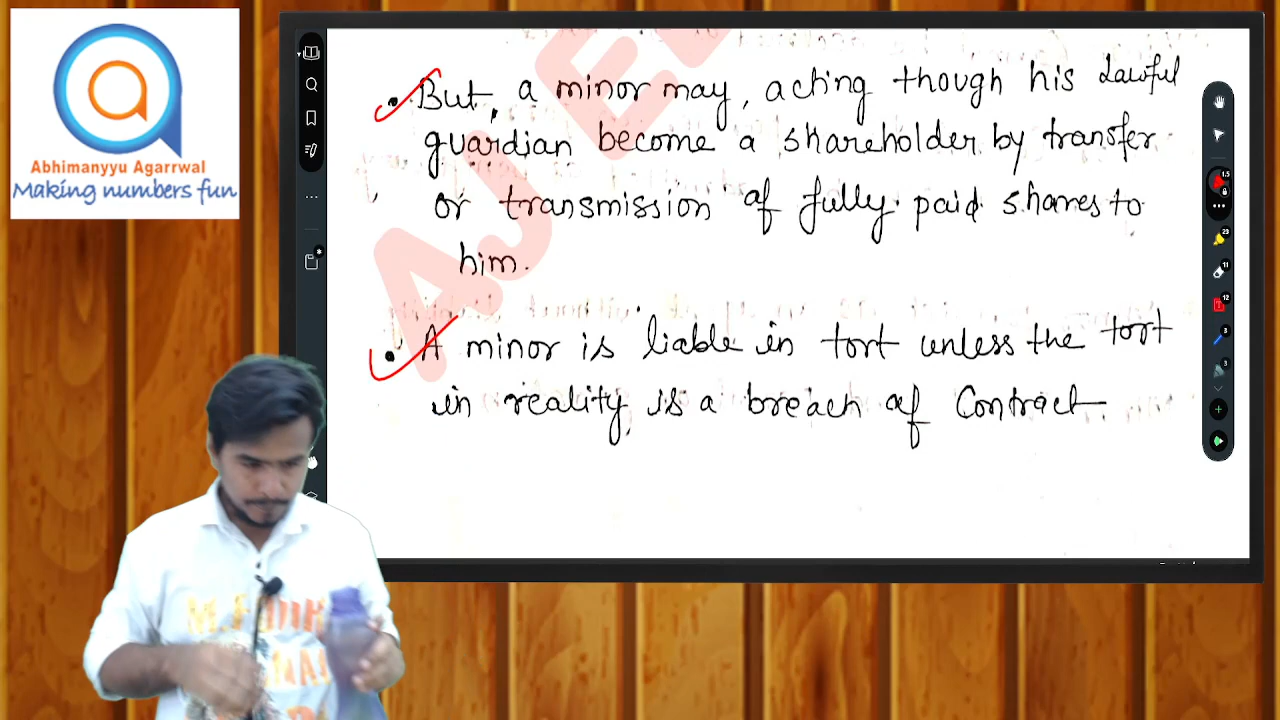 Abhimanyyu Agarrwal
Making numbers fun
But, a minor may, acting though his Lawful
guardian become a shareholder by transfer
or transmission of fully paid shares to
him.
A minor is liable in tort unless the tort
in reality is a breach of Contract.